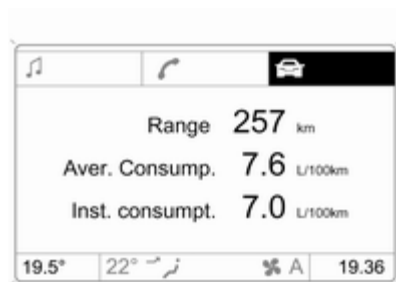 Range 257 km
Aver. Consump. 7.6 L/100km
Inst. consumpt. 7.0 L/100km
19.5° 22° A 19.36